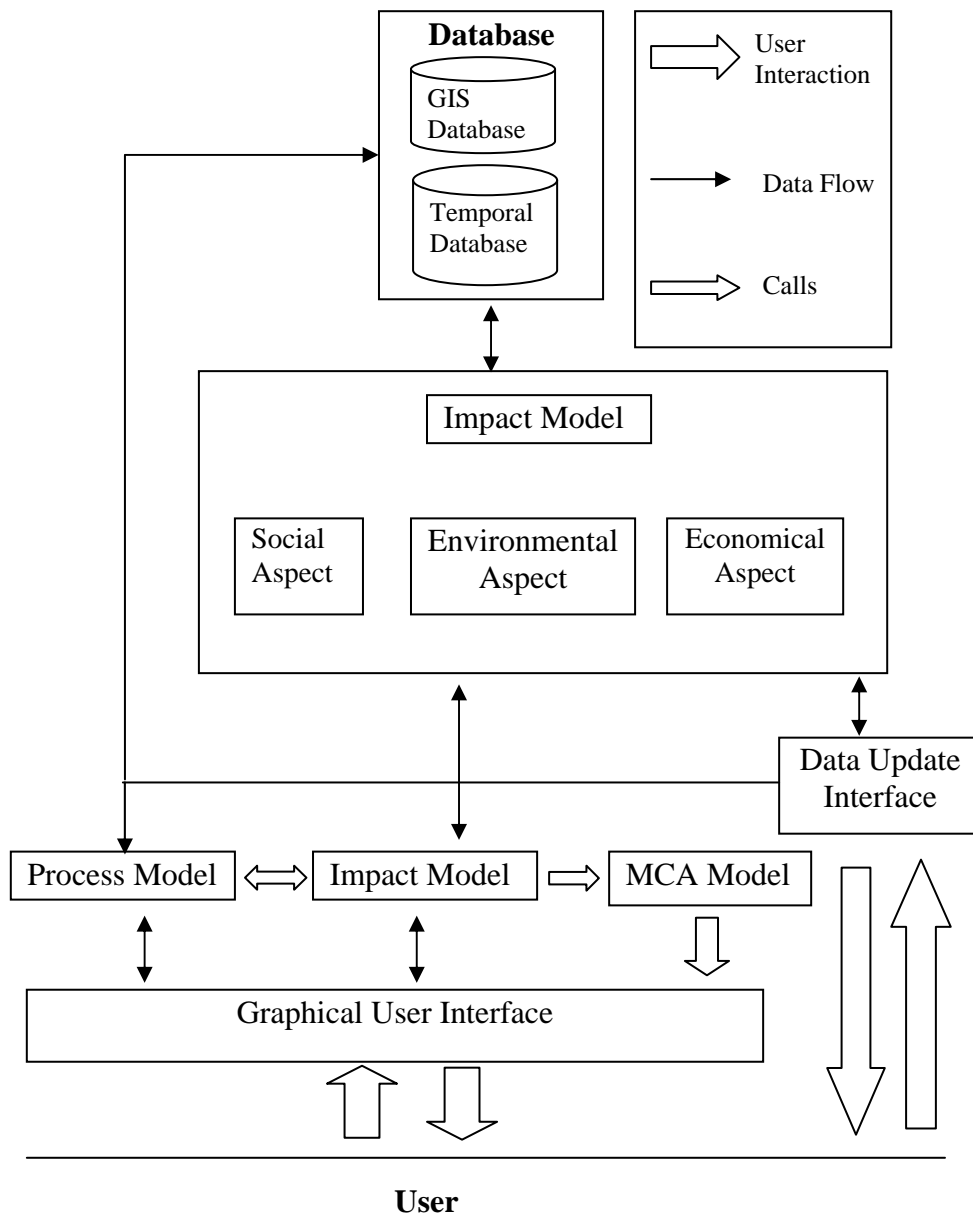 Database
GIS
Database
Temporal
Database
User
Interaction
Data Flow
Calls
Impact Model
Social
Aspect
Environmental
Aspect
Economical
Aspect
Data Update
Interface
Process Model
Impact Model
MCA Model
Graphical User Interface
User